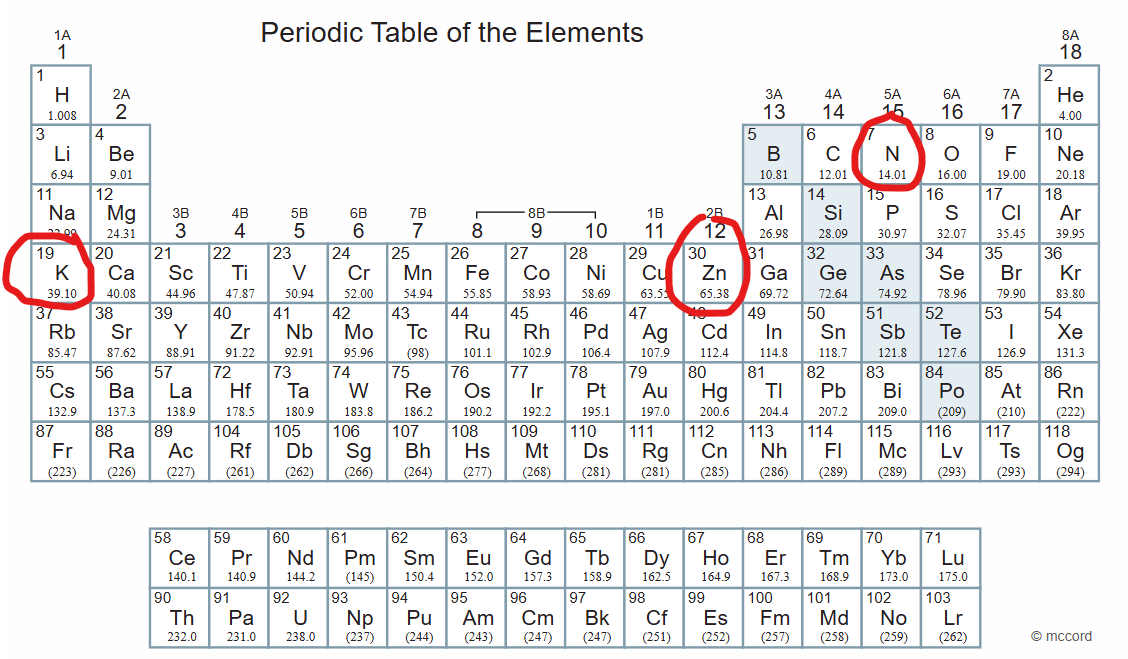 Periodic Table of the Elements
1A 8A
1 18
1 2
H 2A 3A 4A 5A 6A 7A He
1.008 2 13 14 15 16 17 4.00
3 4 5 6 7 8 9 10
Li Be B C N O F Ne
6.94 9.01 10.81 12.01 14.01 16.00 19.00 20.18
11 12 13 14 15 16 17 18
Na Mg 3B 4B 5B 6B 7B 8B 1B 2B Al Si P S Cl Ar
22.99 24.31 3 4 5 6 7 8 9 10 11 12 26.98 28.09 30.97 32.07 35.45 39.95
19 20 21 22 23 24 25 26 27 28 29 30 31 32 33 34 35 36
K Ca Sc Ti V Cr Mn Fe Co Ni Cu Zn Ga Ge As Se Br Kr
39.10 40.08 44.96 47.87 50.94 52.00 54.94 55.85 58.93 58.69 63.55 65.38 69.72 72.64 74.92 78.96 79.90 83.80
37 38 39 40 41 42 43 44 45 46 47 48 49 50 51 52 53 54
Rb Sr Y Zr Nb Mo Tc Ru Rh Pd Ag Cd In Sn Sb Te I Xe
85.47 87.62 88.91 91.22 92.91 95.96 (98) 101.1 102.9 106.4 107.9 112.4 114.8 118.7 121.8 127.6 126.9 131.3
55 56 57 72 73 74 75 76 77 78 79 80 81 82 83 84 85 86
Cs Ba La Hf Ta W Re Os Ir Pt Au Hg Tl Pb Bi Po At Rn
132.9 137.3 138.9 178.5 180.9 183.8 186.2 190.2 192.2 195.1 197.0 200.6 204.4 207.2 209.0 (209) (210) (222)
87 88 89 104 105 106 107 108 109 110 111 112 113 114 115 116 117 118
Fr Ra Ac Rf Db Sg Bh Hs Mt Ds Rg Cn Nh Fl Mc Lv Ts Og
(223) (226) (227) (261) (262) (266) (264) (277) (268) (281) (281) (285) (286) (289) (289) (293) (293) (294)
58 59 60 61 62 63 64 65 66 67 68 69 70 71
Ce Pr Nd Pm Sm Eu Gd Tb Dy Ho Er Tm Yb Lu
140.1 140.9 144.2 (145) 150.4 152.0 157.3 158.9 162.5 164.9 167.3 168.9 173.0 175.0
90 91 92 93 94 95 96 97 98 99 100 101 102 103
Th Pa U Np Pu Am Cm Bk Cf Es Fm Md No Lr
232.0 231.0 238.0 (237) (244) (243) (247) (247) (251) (252) (257) (258) (259) (262)
© mccord